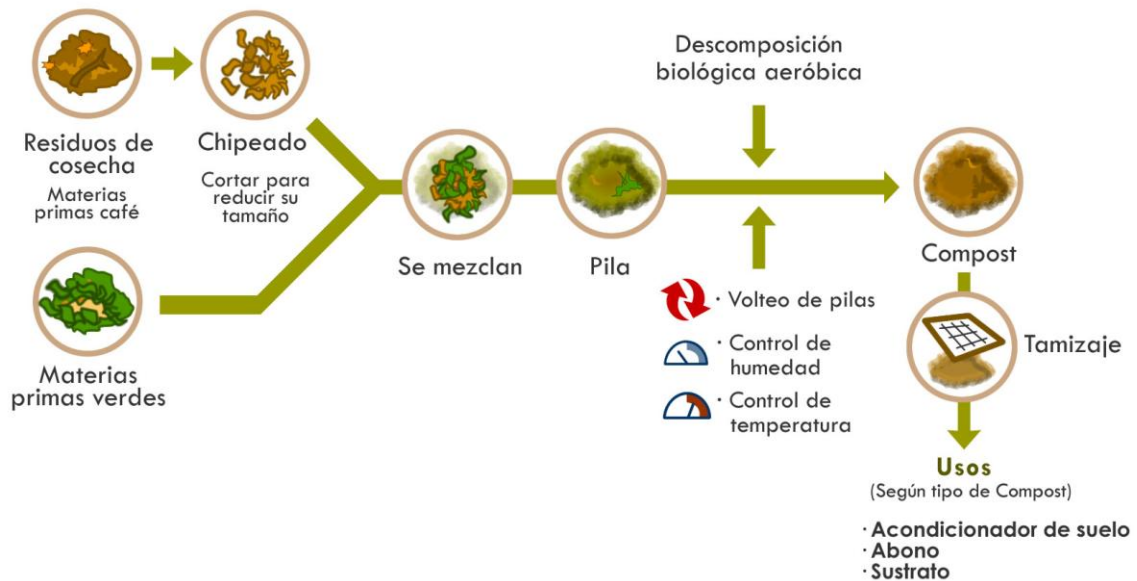 Residuos de
cosecha
Materias
primas café
Chipeado
Cortar para
reducir su
tamaño
Materias
primas verdes
Se mezclan
Pila
Descomposición
biológica aeróbica
· Volteo de pilas
· Control de
humedad
· Control de
temperatura
Compost
Tamizaje
Usos
(Según tipo de Compost)
· Acondicionador de suelo
· Abono
· Sustrato